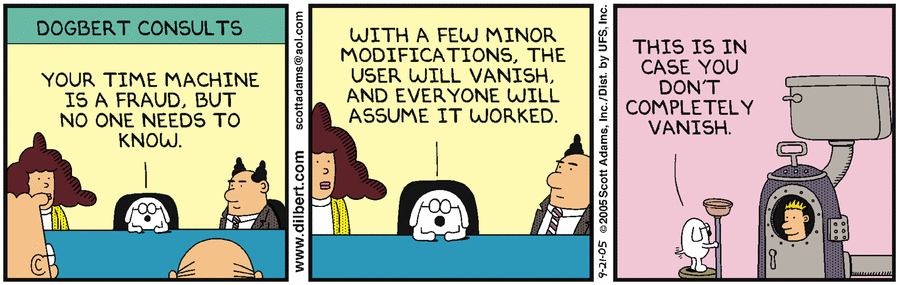 DOGBERT CONSULTS
YOUR TIME MACHINE
IS A FRAUD, BUT
NO ONE NEEDS TO
KNOW.
scottadams@aol.com
www.dilbert.com
WITH A FEW MINOR
MODIFICATIONS, THE
USER WILL VANISH,
AND EVERYONE WILL
ASSUME IT WORKED.
9-21-05 ©2005 Scott Adams, Inc./Dist. by UFS, Inc.
THIS IS IN
CASE YOU
DON'T
COMPLETELY
VANISH.